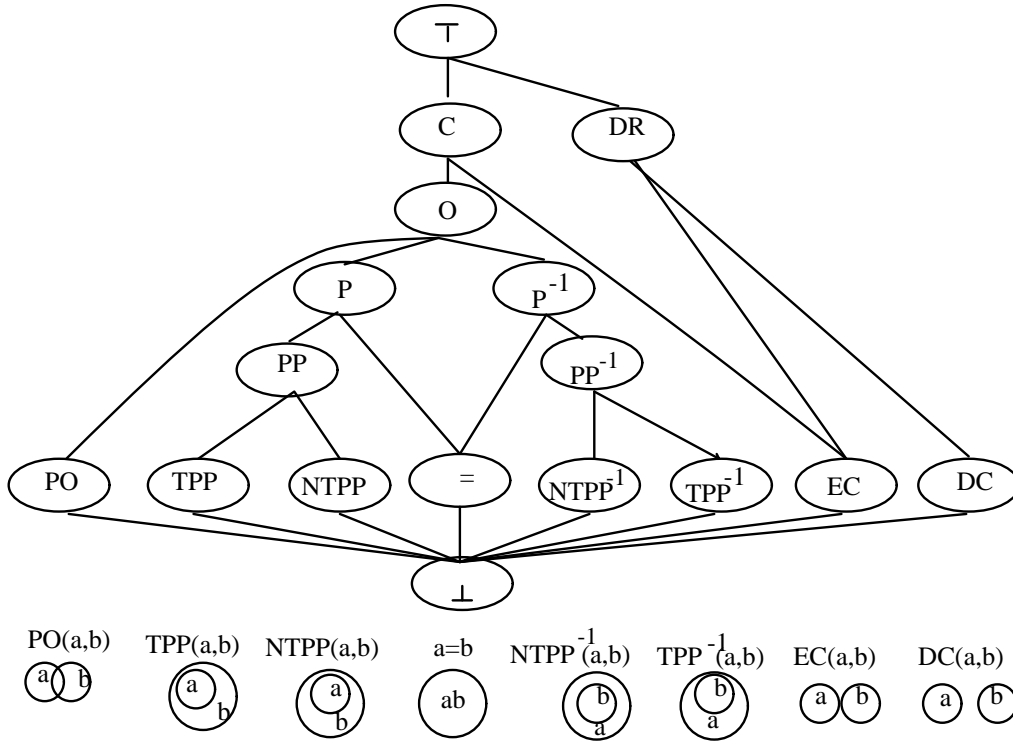 ⊤
C DR
O
P P⁻¹
PP PP⁻¹
PO TPP NTPP = NTPP⁻¹ TPP⁻¹ EC DC
⊥
PO(a,b) TPP(a,b) NTPP(a,b) a=b NTPP⁻¹(a,b) TPP⁻¹(a,b) EC(a,b) DC(a,b)
a b a b a b ab b a b a a b a b